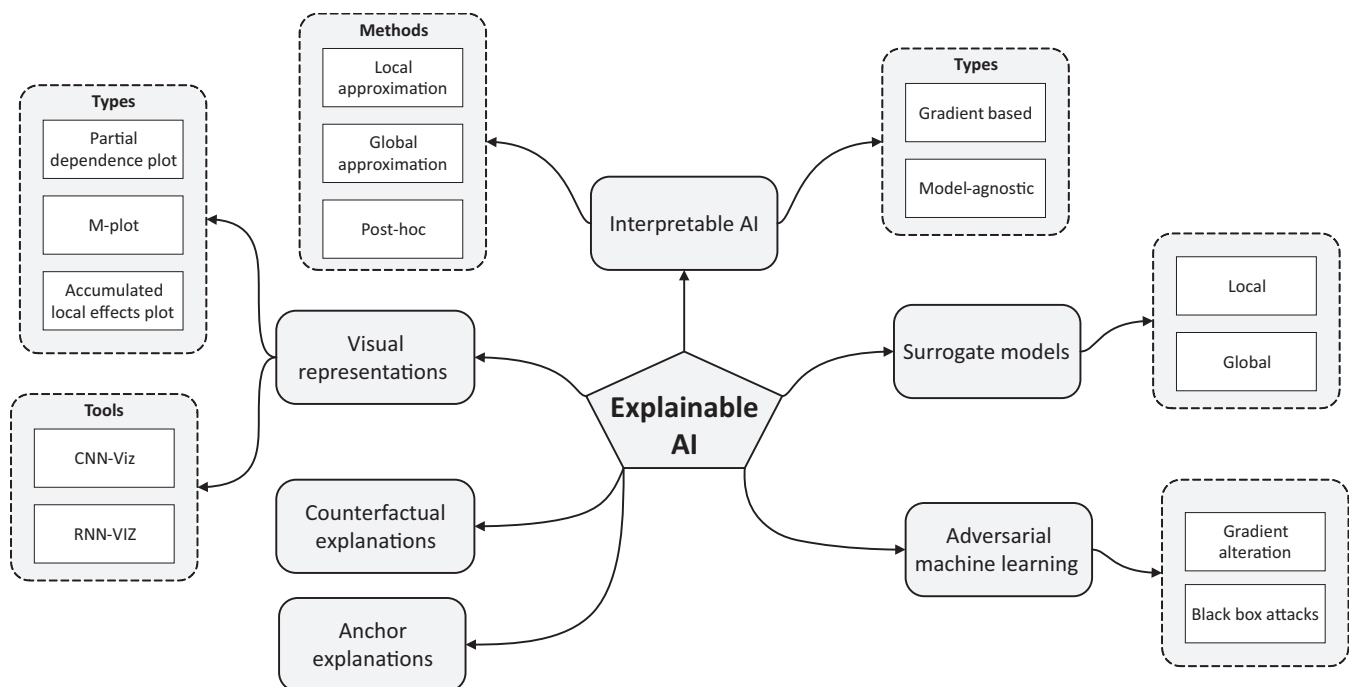 Methods
Local
approximation
Global
approximation
Post-hoc
Types
Gradient based
Model-agnostic
Types
Partial
dependence plot
M-plot
Accumulated
local effects plot
Interpretable AI
Local
Global
Visual
representations
Surrogate models
Explainable
AI
Tools
CNN-Viz
RNN-VIZ
Counterfactual
explanations
Adversarial
machine learning
Gradient
alteration
Black box attacks
Anchor
explanations